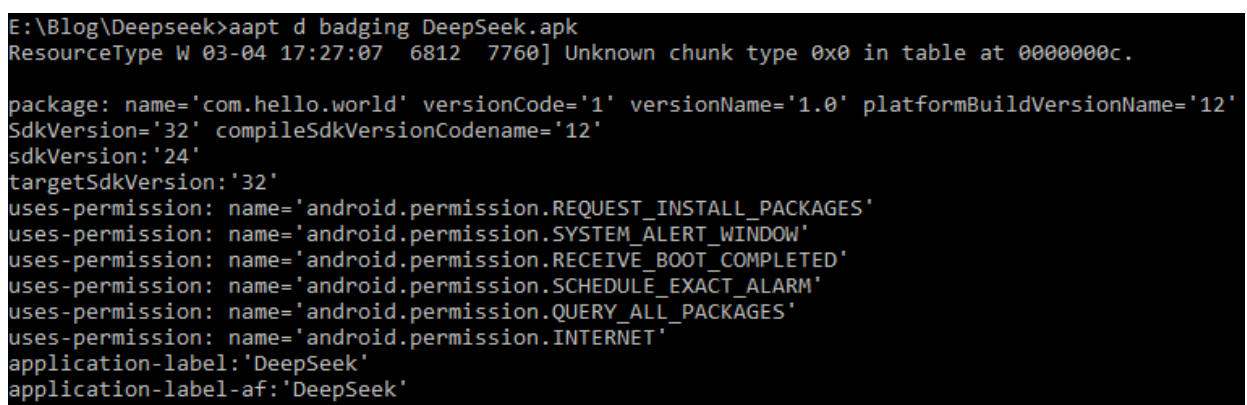 E:\Blog\Deepseek>aapt d badging DeepSeek.apk
ResourceType W 03-04 17:27:07  6812  7760] Unknown chunk type 0x0 in table at 0000000c.
package: name='com.hello.world' versionCode='1' versionName='1.0' platformBuildVersionName='12'
SdkVersion='32' compileSdkVersionCodename='12'
sdkVersion:'24'
targetSdkVersion:'32'
uses-permission: name='android.permission.REQUEST_INSTALL_PACKAGES'
uses-permission: name='android.permission.SYSTEM_ALERT_WINDOW'
uses-permission: name='android.permission.RECEIVE_BOOT_COMPLETED'
uses-permission: name='android.permission.SCHEDULE_EXACT_ALARM'
uses-permission: name='android.permission.QUERY_ALL_PACKAGES'
uses-permission: name='android.permission.INTERNET'
application-label:'DeepSeek'
application-label-af:'DeepSeek'